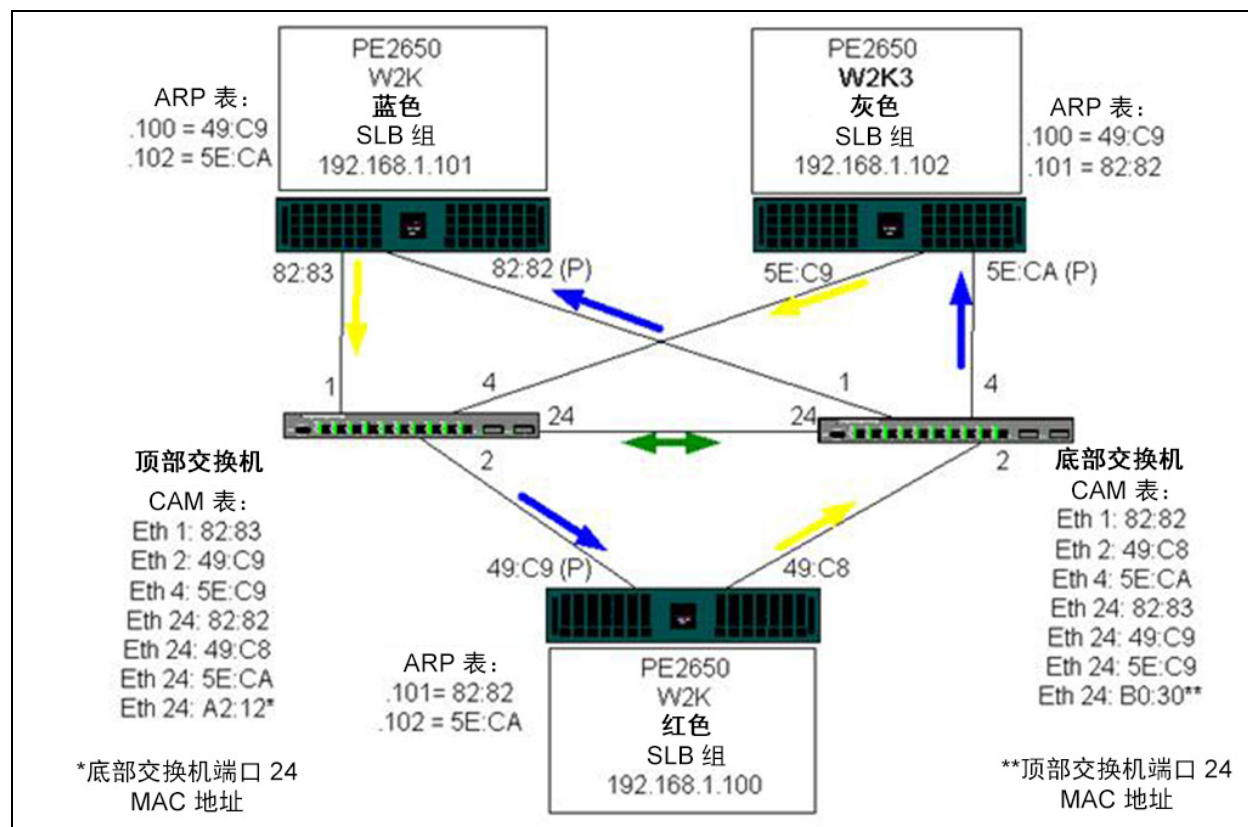 PE2650
W2K
蓝色
SLB 组
192.168.1.101
ARP 表：
.100 = 49:C9
.102 = 5E:CA
PE2650
W2K3
灰色
SLB 组
192.168.1.102
ARP 表：
.100 = 49:C9
.101 = 82:82
82:83
82:82 (P)
5E:C9
5E:CA (P)
1
4
1
4
24
24
2
2
顶部交换机
CAM 表：
Eth 1: 82:83
Eth 2: 49:C9
Eth 4: 5E:C9
Eth 24: 82:82
Eth 24: 49:C8
Eth 24: 5E:CA
Eth 24: A2:12*
*底部交换机端口 24
MAC 地址
底部交换机
CAM 表：
Eth 1: 82:82
Eth 2: 49:C8
Eth 4: 5E:CA
Eth 24: 82:83
Eth 24: 49:C9
Eth 24: 5E:C9
Eth 24: B0:30**
**顶部交换机端口 24
MAC 地址
49:C9 (P)
49:C8
ARP 表：
.101= 82:82
.102 = 5E:CA
PE2650
W2K
红色
SLB 组
192.168.1.100